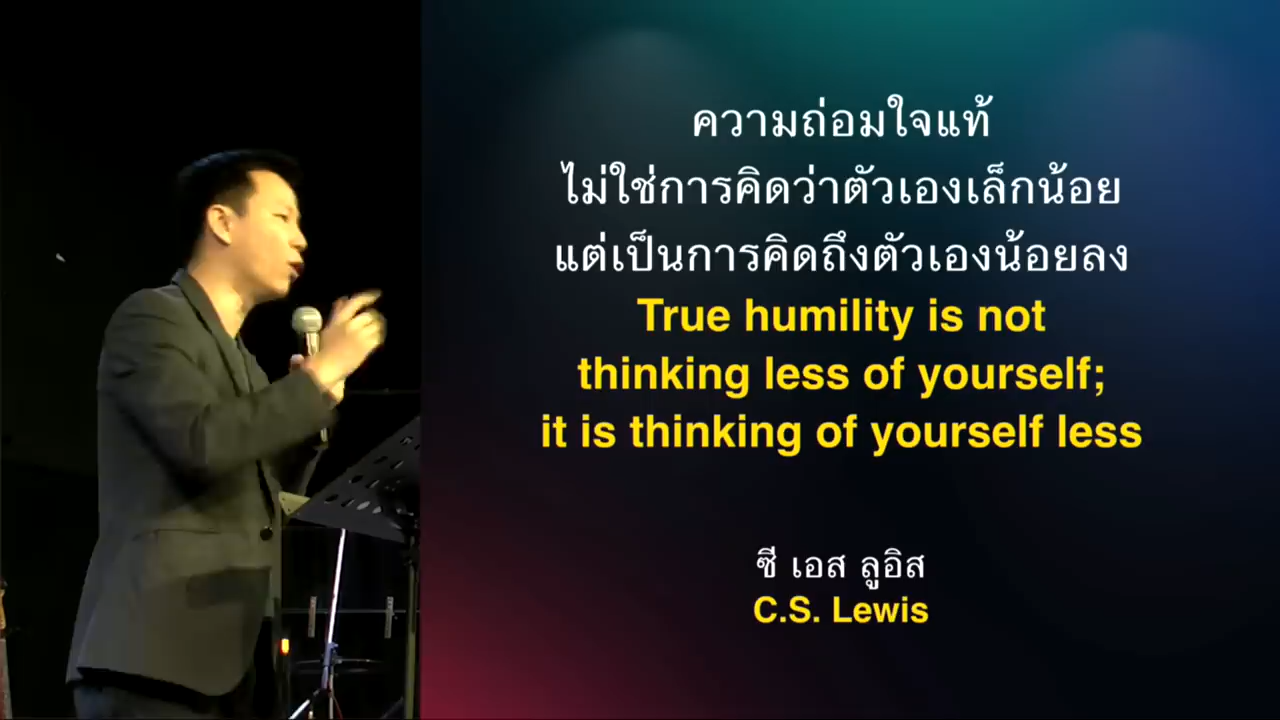 ความถ่อมใจแท้
ไม่ใช่การคิดว่าตัวเองเล็กน้อย
แต่เป็นการคิดถึงตัวเองน้อยลง
True humility is not
thinking less of yourself;
it is thinking of yourself less
ซี เอส ลูอิส
C.S. Lewis